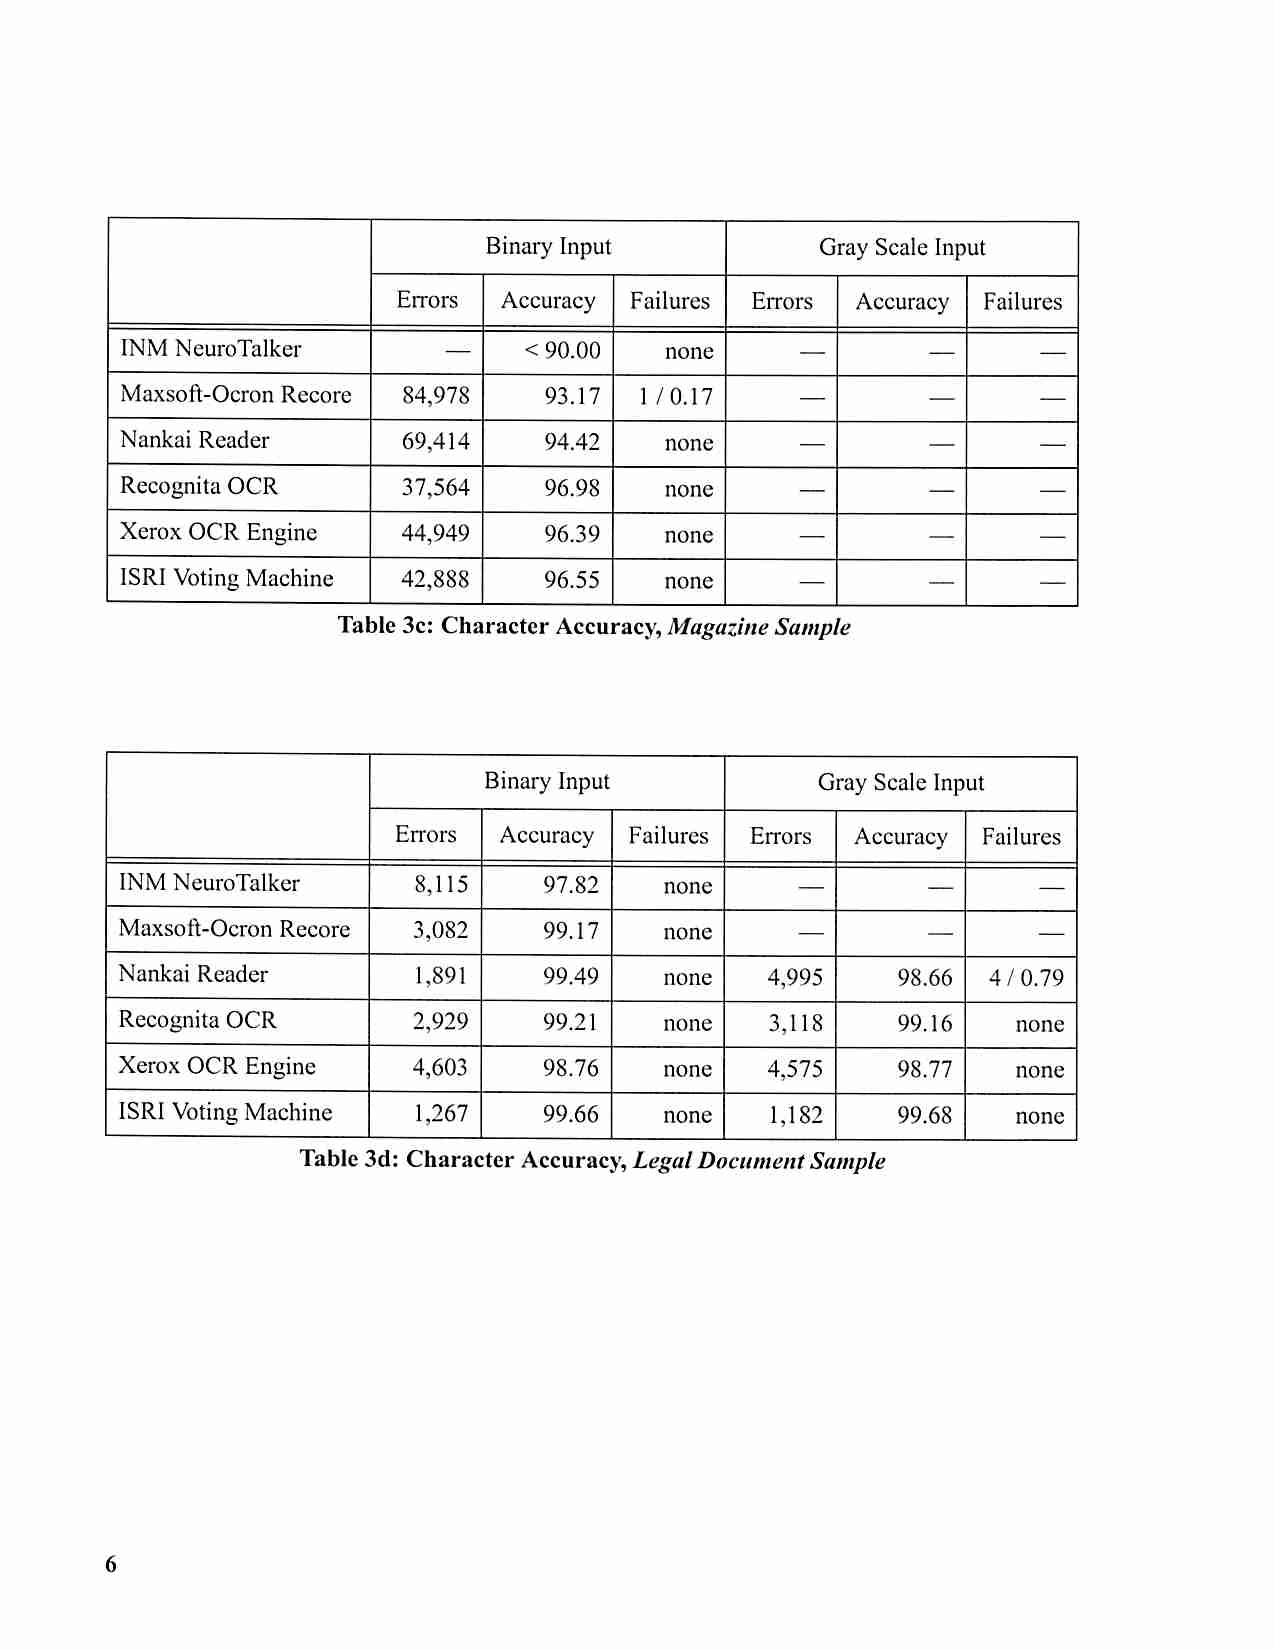 Binary Input Gray Scale Input
Errors Accuracy Failures Errors Accuracy Failures
INM NeuroTalker — < 90.00 none — — —
Maxsoft-Ocron Recore 84,978 93.17 1 / 0.17 — — —
Nankai Reader 69,414 94.42 none — — —
Recognita OCR 37,564 96.98 none — — —
Xerox OCR Engine 44,949 96.39 none — — —
ISRI Voting Machine 42,888 96.55 none — — —
Table 3c: Character Accuracy, Magazine Sample
Binary Input Gray Scale Input
Errors Accuracy Failures Errors Accuracy Failures
INM NeuroTalker 8,115 97.82 none — — —
Maxsoft-Ocron Recore 3,082 99.17 none — — —
Nankai Reader 1,891 99.49 none 4,995 98.66 4 / 0.79
Recognita OCR 2,929 99.21 none 3,118 99.16 none
Xerox OCR Engine 4,603 98.76 none 4,575 98.77 none
ISRI Voting Machine 1,267 99.66 none 1,182 99.68 none
Table 3d: Character Accuracy, Legal Document Sample
6